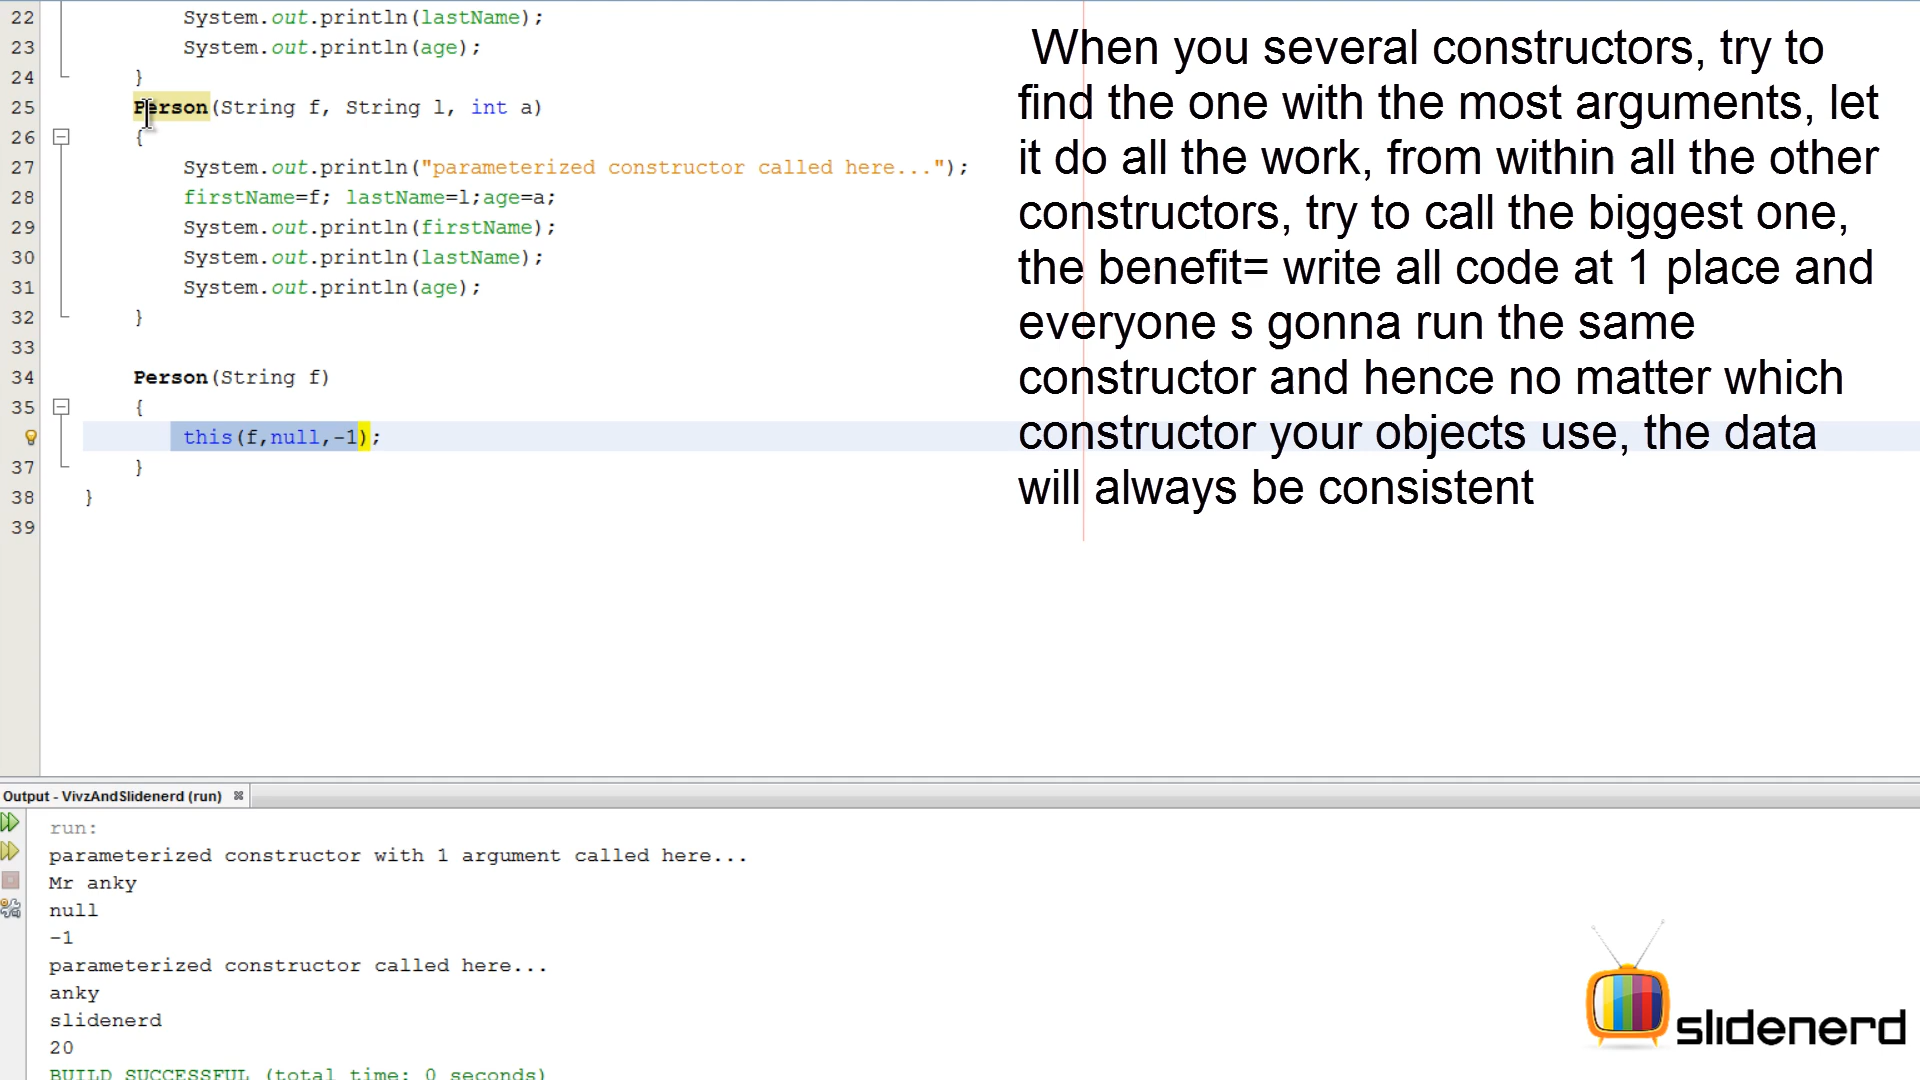 22 System.out.println(lastName);
23 System.out.println(age);
24 }
25 Person(String f, String l, int a)
26 {
27 System.out.println("parameterized constructor called here...");
28 firstName=f; lastName=l;age=a;
29 System.out.println(firstName);
30 System.out.println(lastName);
31 System.out.println(age);
32 }
33
34 Person(String f)
35 {
this(f,null,-1);
37 }
38 }
39
When you several constructors, try to
find the one with the most arguments, let
it do all the work, from within all the other
constructors, try to call the biggest one,
the benefit= write all code at 1 place and
everyone s gonna run the same
constructor and hence no matter which
constructor your objects use, the data
will always be consistent
Output - VivzAndSlidenerd (run)
run:
parameterized constructor with 1 argument called here...
Mr anky
null
-1
parameterized constructor called here...
anky
slidenerd
20
BUILD SUCCESSFUL (total time: 0 seconds)
slidenerd